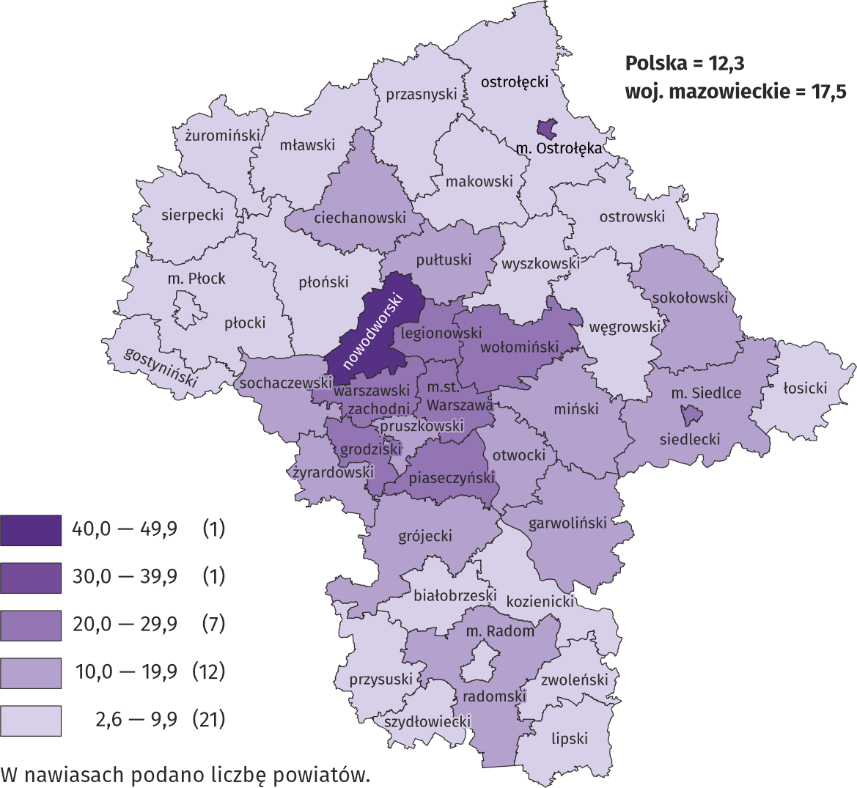 Polska = 12,3
woj. mazowieckie = 17,5
ostrołęcki
przasnyski
żuromiński
mławski
m. Ostrołęka
makowski
sierpecki
ciechanowski
ostrowski
pułtuski
wyszkowski
m. Płock
płoński
sokołowski
płocki
nowodworski
legionowski
węgrowski
wołomiński
gostyniński
sochaczewski
warszawski
zachodni
m.st.
Warszawa
m. Siedlce
łosicki
miński
pruszkowski
siedlecki
grodziski
otwocki
żyrardowski
piaseczyński
garwoliński
grójecki
białobrzeski
kozienicki
m. Radom
przysuski
zwoleński
radomski
szydłowiecki
lipski
40,0 — 49,9 (1)
30,0 — 39,9 (1)
20,0 — 29,9 (7)
10,0 — 19,9 (12)
2,6 — 9,9 (21)
W nawiasach podano liczbę powiatów.